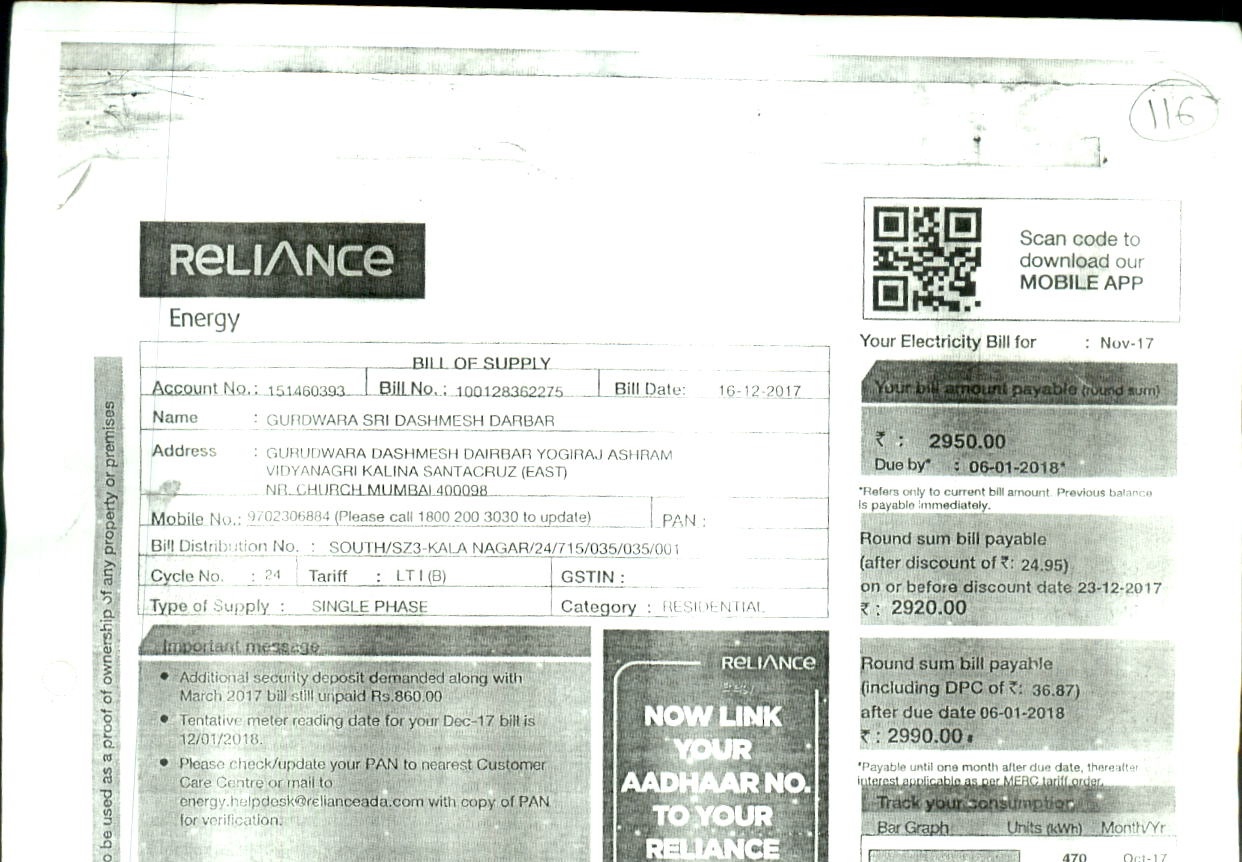 116
RELIANCE
Energy
Scan code to
download our
MOBILE APP
Your Electricity Bill for : Nov-17
BILL OF SUPPLY
Account No.: 151460393 Bill No. : 100128362275 Bill Date: 16-12-2017
Name : GURDWARA SRI DASHMESH DARBAR
Address : GURUDWARA DASHMESH DAIRBAR YOGIRAJ ASHRAM
VIDYANAGRI KALINA SANTACRUZ (EAST)
NR. CHURCH MUMBAI 400098
Mobile No.: 9702306884 (Please call 1800 200 3030 to update) PAN :
Bill Distribution No. : SOUTH/SZ3-KALA NAGAR/24/715/035/035/001
Cycle No. : 24 Tariff : LT I (B) GSTIN :
Type of Supply : SINGLE PHASE Category : RESIDENTIAL
Your bill amount payable (round sum)
₹ : 2950.00
Due by* : 06-01-2018*
*Refers only to current bill amount. Previous balance
is payable immediately.
Round sum bill payable
(after discount of ₹: 24.95)
on or before discount date 23-12-2017
₹ : 2920.00
Round sum bill payable
(including DPC of ₹: 36.87)
after due date 06-01-2018
₹ : 2990.00
*Payable until one month after due date, thereafter
interest applicable as per MERC tariff order.
Track your consumption
Bar Graph Units (kWh) Month/Yr
470 Oct-17
Important message
● Additional security deposit demanded along with
March 2017 bill still unpaid Rs.860.00
● Tentative meter reading date for your Dec-17 bill is
12/01/2018.
● Please check/update your PAN to nearest Customer
Care Centre or mail to
energy.helpdesk@relianceada.com with copy of PAN
for verification.
RELIANCE
Energy
NOW LINK
YOUR
AADHAAR NO.
TO YOUR
RELIANCE
o be used as a proof of ownership of any property or premises